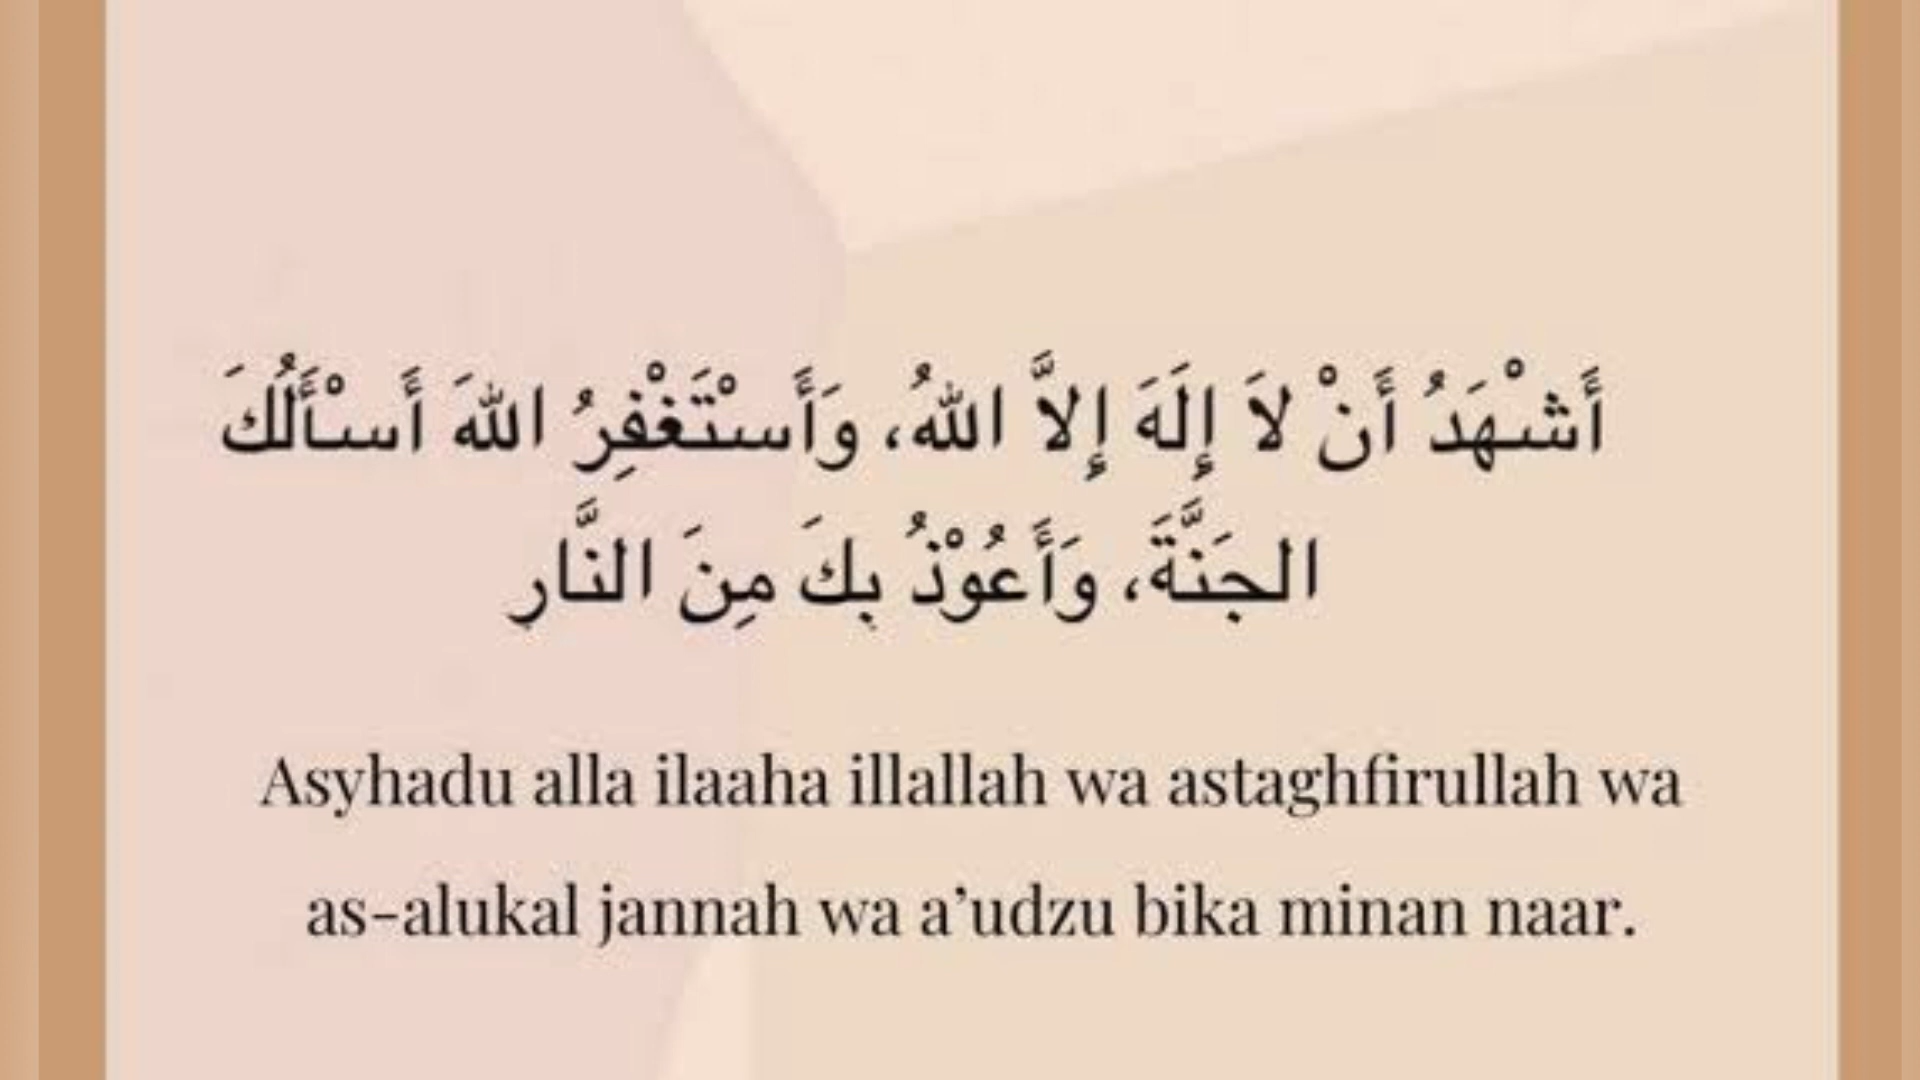 أَشْهَدُ أَنْ لاَ إِلَهَ إِلاَّ اللهُ، وَأَسْتَغْفِرُ اللهَ أَسْأَلُكَ
الجَنَّةَ، وَأَعُوْذُ بِكَ مِنَ النَّارِ
Asyhadu alla ilaaha illallah wa astaghfirullah wa
as-alukal jannah wa a’udzu bika minan naar.